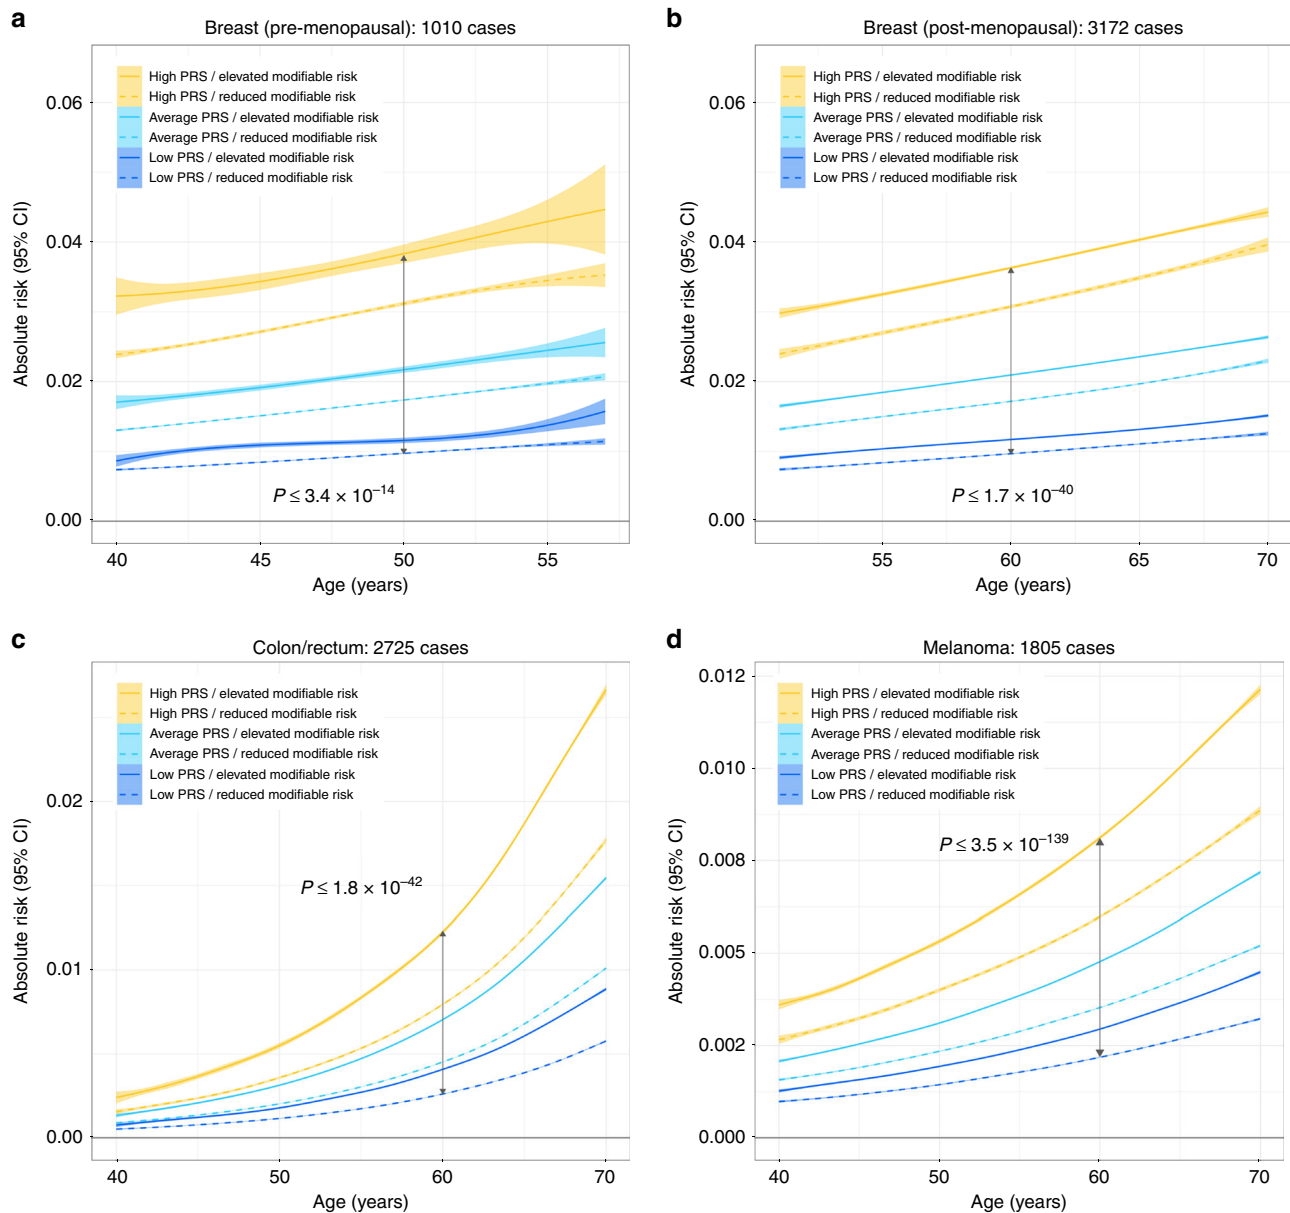 a
Breast (pre-menopausal): 1010 cases
High PRS / elevated modifiable risk
High PRS / reduced modifiable risk
Average PRS / elevated modifiable risk
Average PRS / reduced modifiable risk
Low PRS / elevated modifiable risk
Low PRS / reduced modifiable risk
0.06
0.04
0.02
0.00
Absolute risk (95% CI)
P ≤ 3.4 × 10⁻¹⁴
40 45 50 55
Age (years)
b
Breast (post-menopausal): 3172 cases
High PRS / elevated modifiable risk
High PRS / reduced modifiable risk
Average PRS / elevated modifiable risk
Average PRS / reduced modifiable risk
Low PRS / elevated modifiable risk
Low PRS / reduced modifiable risk
0.06
0.04
0.02
0.00
Absolute risk (95% CI)
P ≤ 1.7 × 10⁻⁴⁰
55 60 65 70
Age (years)
c
Colon/rectum: 2725 cases
High PRS / elevated modifiable risk
High PRS / reduced modifiable risk
Average PRS / elevated modifiable risk
Average PRS / reduced modifiable risk
Low PRS / elevated modifiable risk
Low PRS / reduced modifiable risk
0.02
0.01
0.00
Absolute risk (95% CI)
P ≤ 1.8 × 10⁻⁴²
40 50 60 70
Age (years)
d
Melanoma: 1805 cases
High PRS / elevated modifiable risk
High PRS / reduced modifiable risk
Average PRS / elevated modifiable risk
Average PRS / reduced modifiable risk
Low PRS / elevated modifiable risk
Low PRS / reduced modifiable risk
0.012
0.010
0.008
0.005
0.002
0.000
Absolute risk (95% CI)
P ≤ 3.5 × 10⁻¹³⁹
40 50 60 70
Age (years)